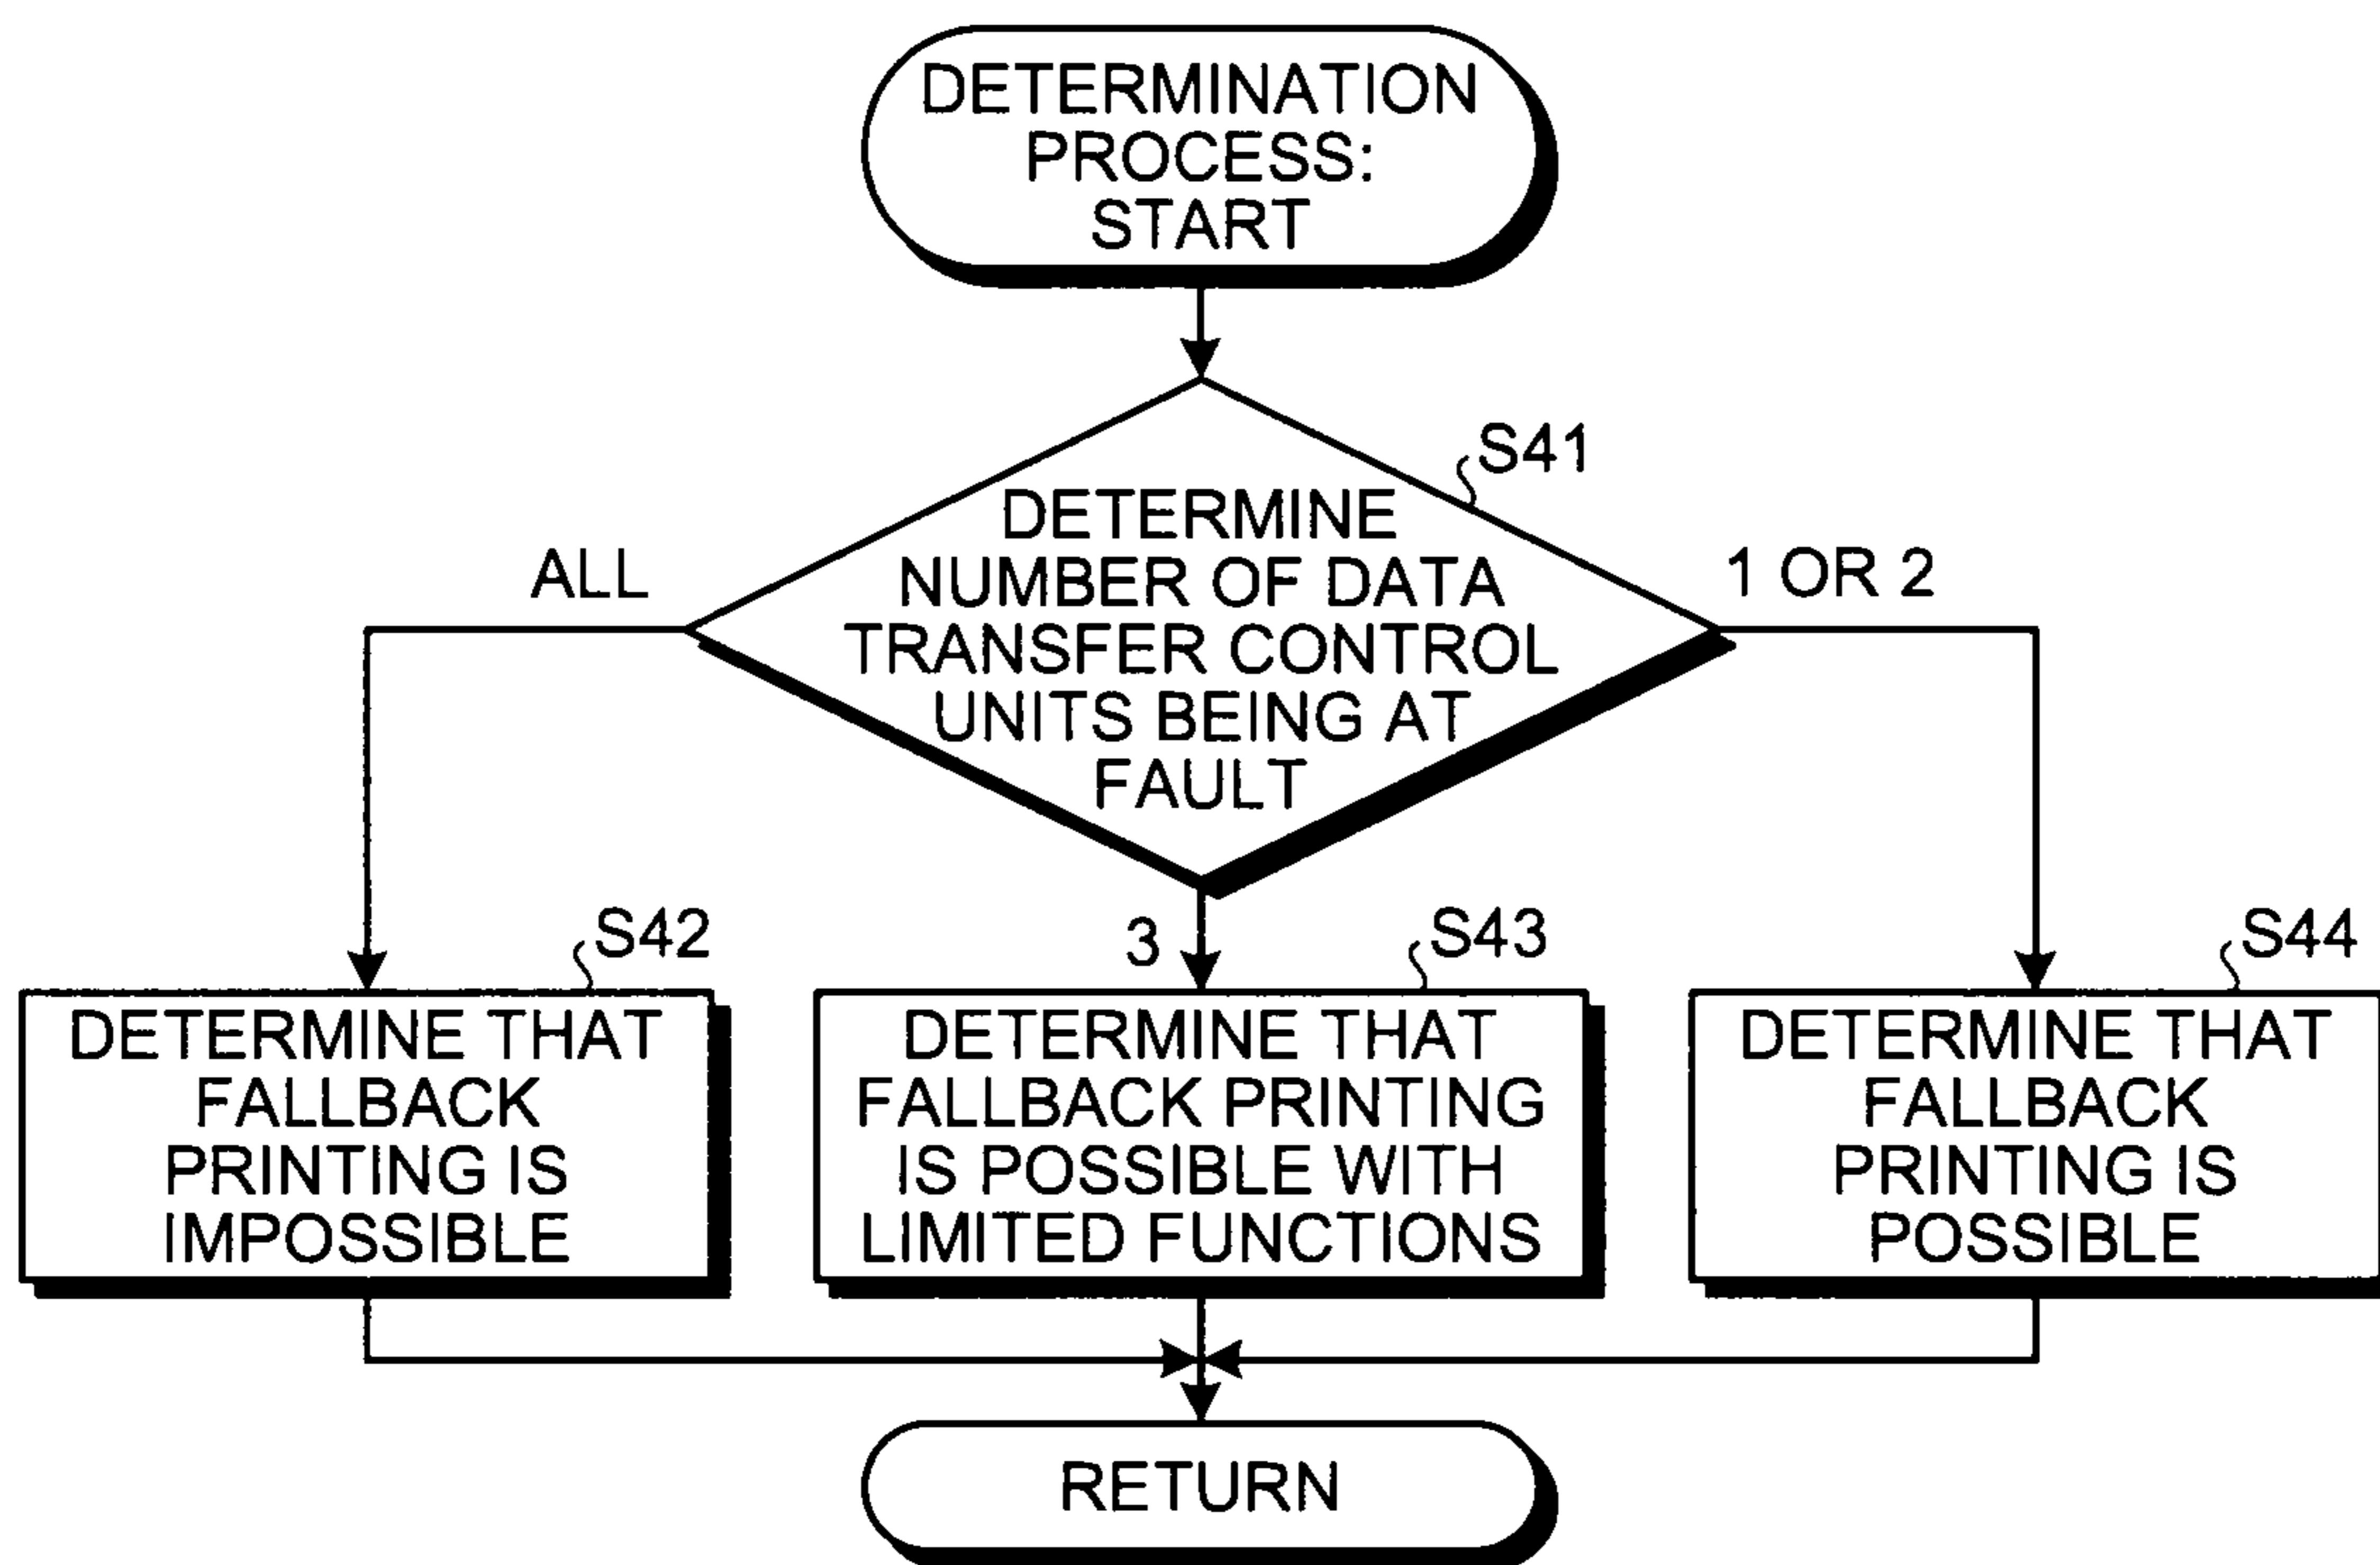 DETERMINATION
PROCESS:
START
S41
DETERMINE
NUMBER OF DATA
TRANSFER CONTROL
UNITS BEING AT
FAULT
ALL
1 OR 2
3
S42
DETERMINE THAT
FALLBACK
PRINTING IS
IMPOSSIBLE
S43
DETERMINE THAT
FALLBACK PRINTING
IS POSSIBLE WITH
LIMITED FUNCTIONS
S44
DETERMINE THAT
FALLBACK
PRINTING IS
POSSIBLE
RETURN